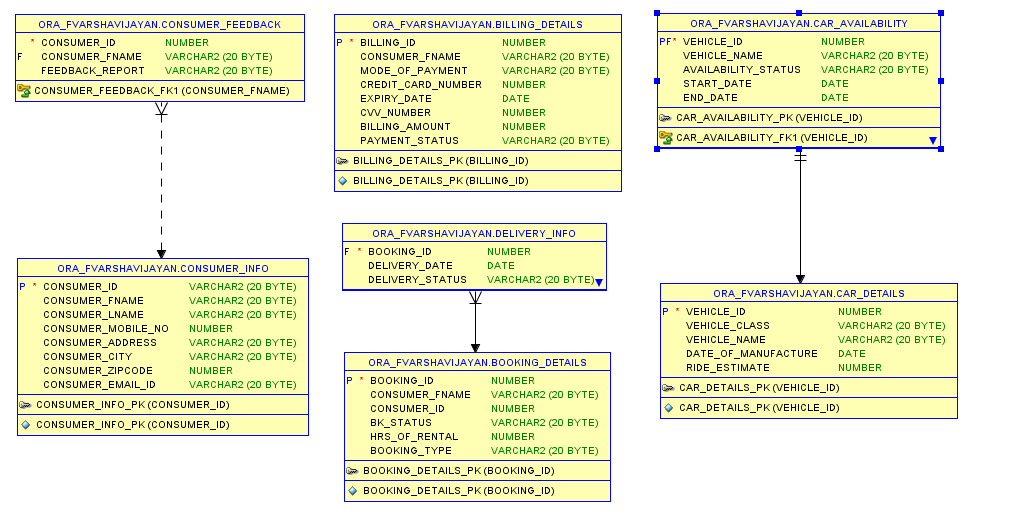 ORA_FVARSHAVIJAYAN.CONSUMER_FEEDBACK
* CONSUMER_ID NUMBER
F CONSUMER_FNAME VARCHAR2 (20 BYTE)
FEEDBACK_REPORT VARCHAR2 (20 BYTE)
CONSUMER_FEEDBACK_FK1 (CONSUMER_FNAME)
ORA_FVARSHAVIJAYAN.BILLING_DETAILS
P * BILLING_ID NUMBER
CONSUMER_FNAME VARCHAR2 (20 BYTE)
MODE_OF_PAYMENT VARCHAR2 (20 BYTE)
CREDIT_CARD_NUMBER NUMBER
EXPIRY_DATE DATE
CVV_NUMBER NUMBER
BILLING_AMOUNT NUMBER
PAYMENT_STATUS VARCHAR2 (20 BYTE)
BILLING_DETAILS_PK (BILLING_ID)
BILLING_DETAILS_PK (BILLING_ID)
ORA_FVARSHAVIJAYAN.CAR_AVAILABILITY
PF* VEHICLE_ID NUMBER
VEHICLE_NAME VARCHAR2 (20 BYTE)
AVAILABILITY_STATUS VARCHAR2 (20 BYTE)
START_DATE DATE
END_DATE DATE
CAR_AVAILABILITY_PK (VEHICLE_ID)
CAR_AVAILABILITY_FK1 (VEHICLE_ID)
ORA_FVARSHAVIJAYAN.CONSUMER_INFO
P * CONSUMER_ID VARCHAR2 (20 BYTE)
CONSUMER_FNAME VARCHAR2 (20 BYTE)
CONSUMER_LNAME VARCHAR2 (20 BYTE)
CONSUMER_MOBILE_NO NUMBER
CONSUMER_ADDRESS VARCHAR2 (20 BYTE)
CONSUMER_CITY VARCHAR2 (20 BYTE)
CONSUMER_ZIPCODE NUMBER
CONSUMER_EMAIL_ID VARCHAR2 (20 BYTE)
CONSUMER_INFO_PK (CONSUMER_ID)
CONSUMER_INFO_PK (CONSUMER_ID)
ORA_FVARSHAVIJAYAN.DELIVERY_INFO
F * BOOKING_ID NUMBER
DELIVERY_DATE DATE
DELIVERY_STATUS VARCHAR2 (20 BYTE)
ORA_FVARSHAVIJAYAN.BOOKING_DETAILS
P * BOOKING_ID NUMBER
CONSUMER_FNAME VARCHAR2 (20 BYTE)
CONSUMER_ID NUMBER
BK_STATUS VARCHAR2 (20 BYTE)
HRS_OF_RENTAL NUMBER
BOOKING_TYPE VARCHAR2 (20 BYTE)
BOOKING_DETAILS_PK (BOOKING_ID)
BOOKING_DETAILS_PK (BOOKING_ID)
ORA_FVARSHAVIJAYAN.CAR_DETAILS
P * VEHICLE_ID NUMBER
VEHICLE_CLASS VARCHAR2 (20 BYTE)
VEHICLE_NAME VARCHAR2 (20 BYTE)
DATE_OF_MANUFACTURE DATE
RIDE_ESTIMATE NUMBER
CAR_DETAILS_PK (VEHICLE_ID)
CAR_DETAILS_PK (VEHICLE_ID)